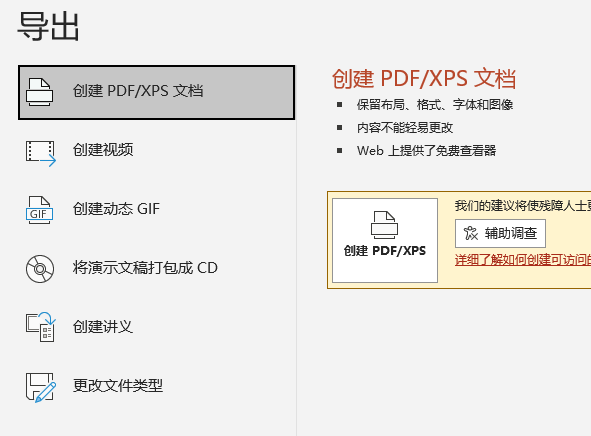 导出
创建 PDF/XPS 文档
创建视频
创建动态 GIF
GIF
将演示文稿打包成 CD
创建讲义
更改文件类型
创建 PDF/XPS 文档
保留布局、格式、字体和图像
内容不能轻易更改
Web 上提供了免费查看器
创建 PDF/XPS
我们的建议将使残障人士
辅助调查
详细了解如何创建可访问